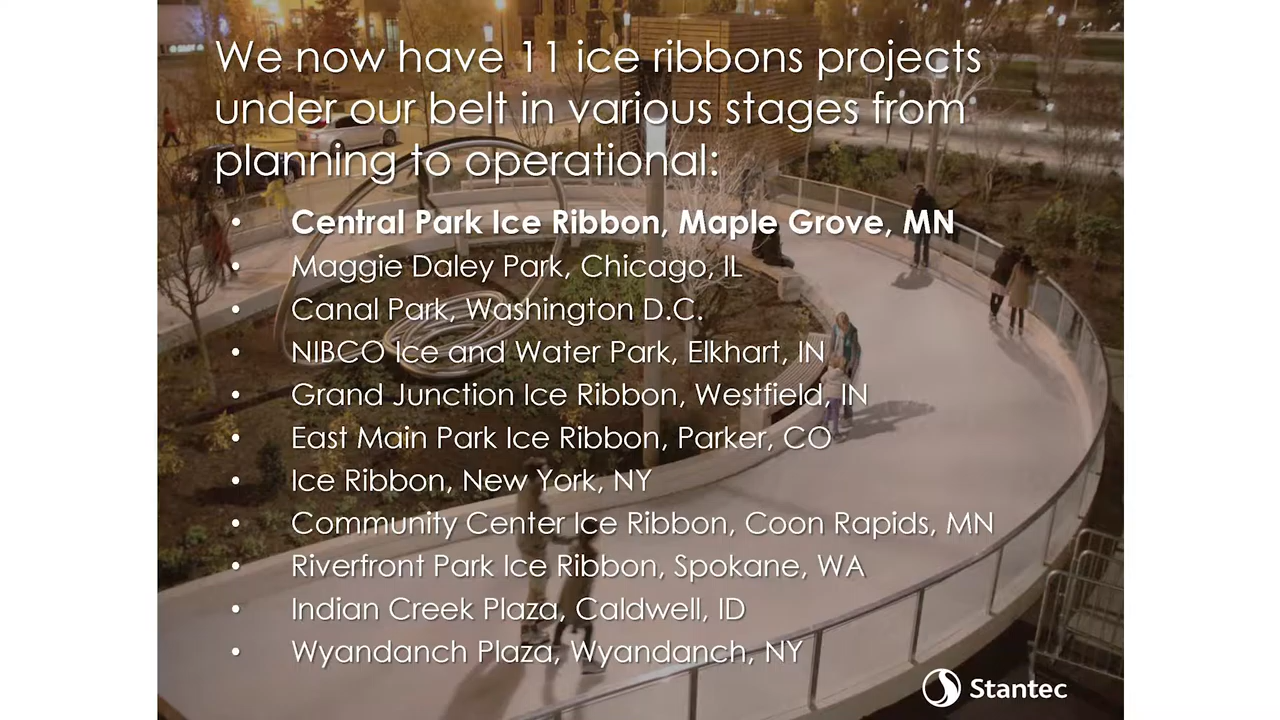 We now have 11 ice ribbons projects
under our belt in various stages from
planning to operational:
• Central Park Ice Ribbon, Maple Grove, MN
• Maggie Daley Park, Chicago, IL
• Canal Park, Washington D.C.
• NIBCO Ice and Water Park, Elkhart, IN
• Grand Junction Ice Ribbon, Westfield, IN
• East Main Park Ice Ribbon, Parker, CO
• Ice Ribbon, New York, NY
• Community Center Ice Ribbon, Coon Rapids, MN
• Riverfront Park Ice Ribbon, Spokane, WA
• Indian Creek Plaza, Caldwell, ID
• Wyandanch Plaza, Wyandanch, NY
Stantec